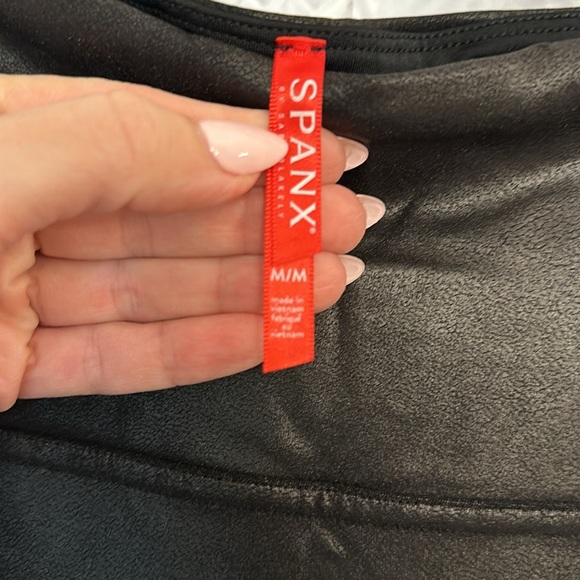 SPANX®
BY SARA BLAKELY
M/M
made in
vietnam
fabriqué
au
vietnam